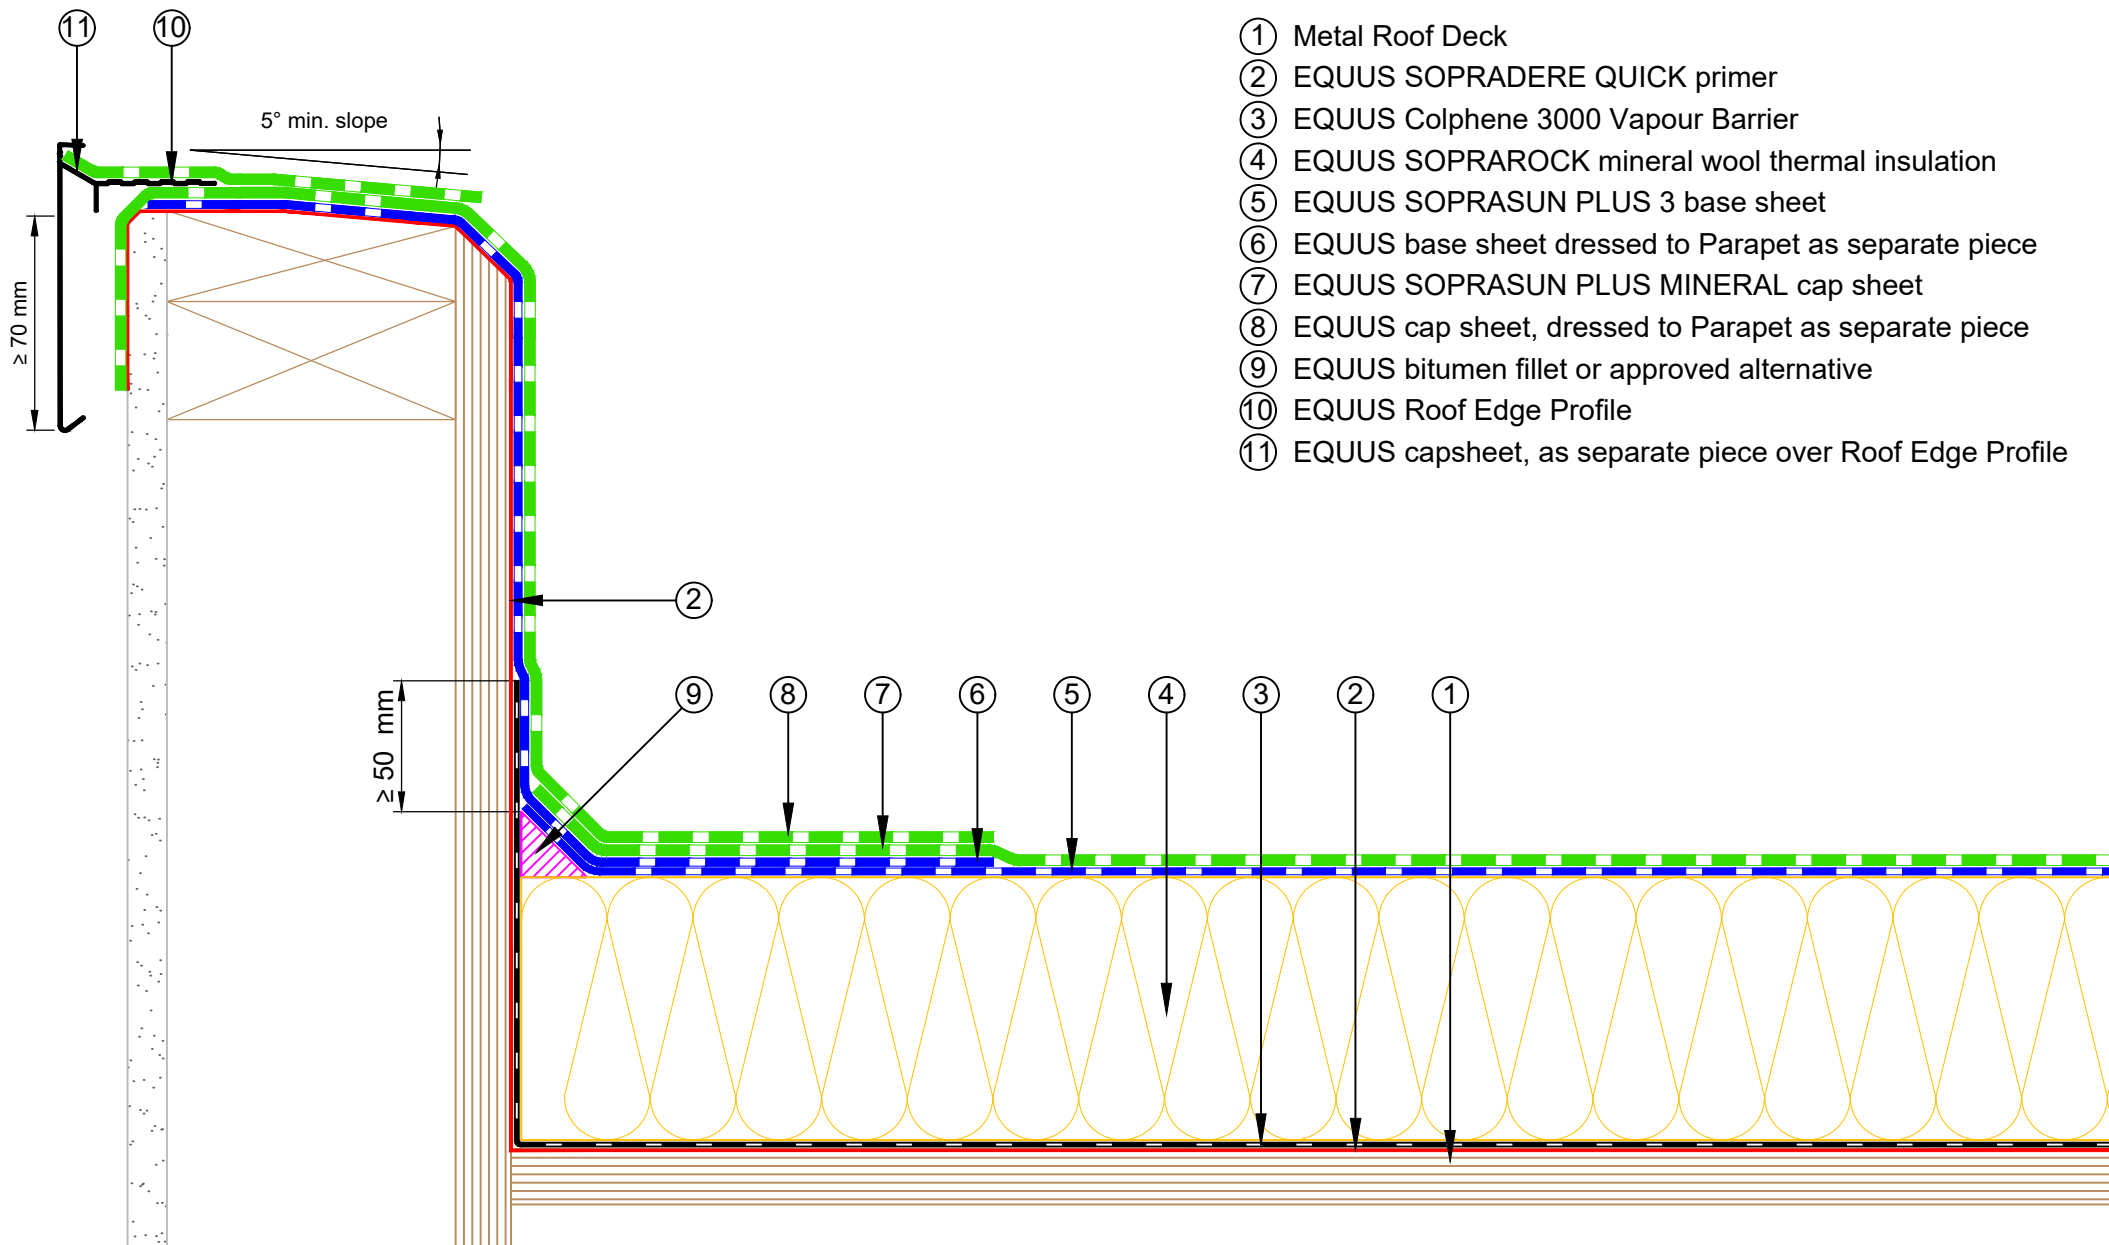 11 10
5° min. slope
≥ 70 mm
① Metal Roof Deck
② EQUUS SOPRADERE QUICK primer
③ EQUUS Colphene 3000 Vapour Barrier
④ EQUUS SOPRAROCK mineral wool thermal insulation
⑤ EQUUS SOPRASUN PLUS 3 base sheet
⑥ EQUUS base sheet dressed to Parapet as separate piece
⑦ EQUUS SOPRASUN PLUS MINERAL cap sheet
⑧ EQUUS cap sheet, dressed to Parapet as separate piece
⑨ EQUUS bitumen fillet or approved alternative
⑩ EQUUS Roof Edge Profile
⑪ EQUUS capsheet, as separate piece over Roof Edge Profile
2
≥ 50 mm
9 8 7 6 5 4 3 2 1